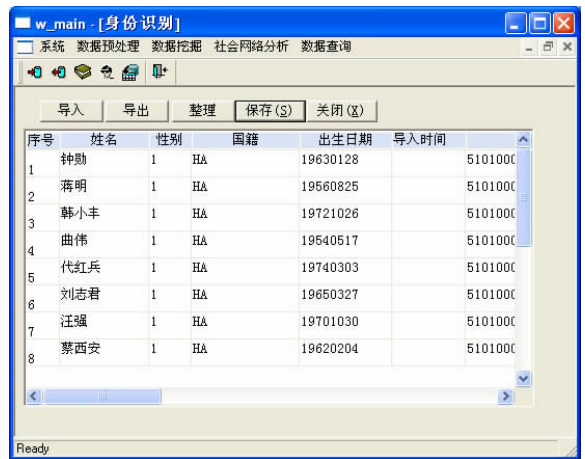 w_main - [身份识别]
系统 数据预处理 数据挖掘 社会网络分析 数据查询
导入 导出 整理 保存(S) 关闭(X)
序号 姓名 性别 国籍 出生日期 导入时间
1 钟勋 1 HA 19630128 5101000
2 蒋明 1 HA 19560825 5101000
3 韩小丰 1 HA 19721026 5101000
4 曲伟 1 HA 19540517 5101000
5 代红兵 1 HA 19740303 5101000
6 刘志君 1 HA 19650327 5101000
7 汪强 1 HA 19701030 5101000
8 蔡西安 1 HA 19620204 5101000
Ready